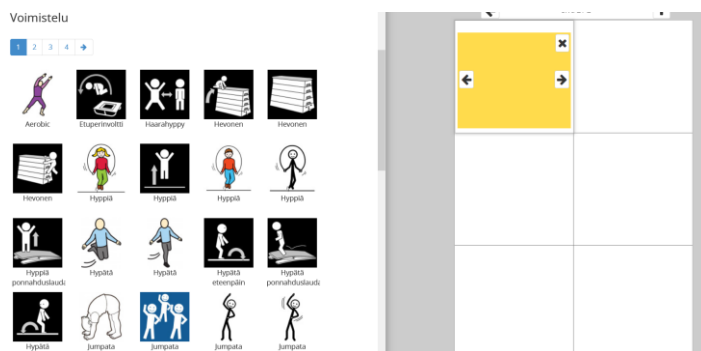 Voimistelu
1 2 3 4
Aerobic Etuperinvoltti Haarahyppy Hevonen Hevonen
Hevonen Hyppiä Hyppiä Hyppiä Hyppiä
Hyppiä Hypätä Hypätä Hypätä Hypätä
ponnahduslauda eteenpäin ponnahduslauda
Hypätä Jumpata Jumpata Jumpata Jumpata